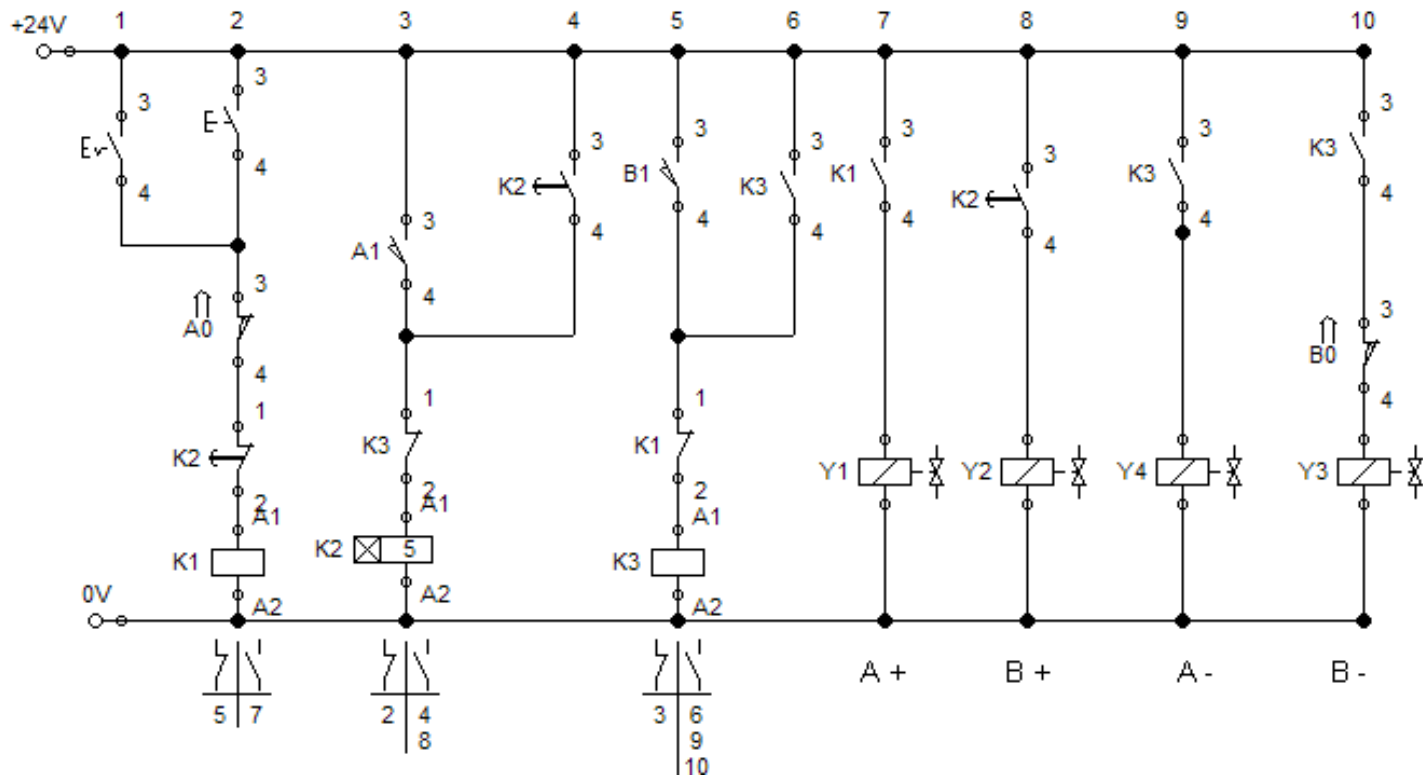 +24V 1 2 3 4 5 6 7 8 9 10
3 3 3 3 3 3 3 3 3 3
E E K3
4 4 B1 K1 K3 4
K2 K3 K2
4 4 4 4 4 4
3
A1
4
3 3
A0 B0
4 4
1 1 1
K2 K3 K1 Y1 Y2 Y4 Y3
2 2 2
A1 A1 A1
K1 K2 5 K3
A2 A2 A2
0V
A + B + A - B -
5 7 2 4 3 6
8 9
10